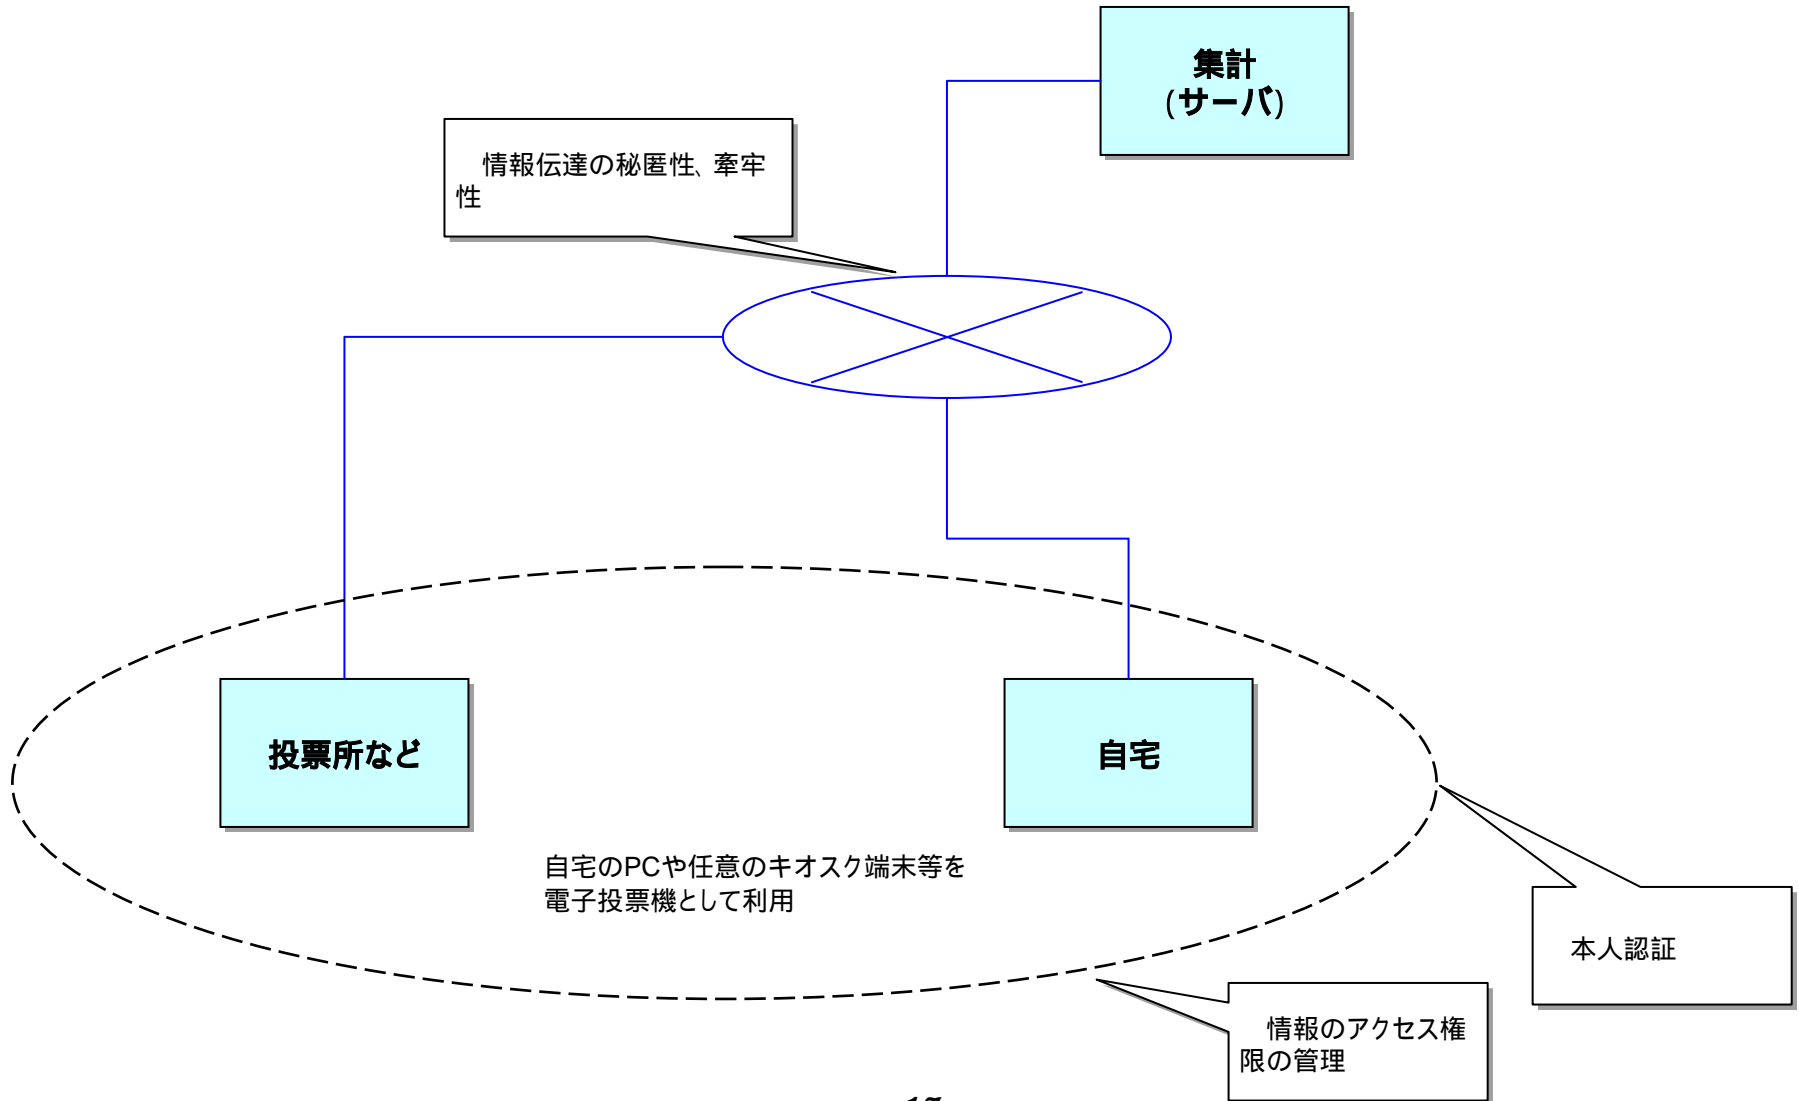 集計
(サーバ)
情報伝達の秘匿性、牽牢
性
投票所など
自宅
自宅のPCや任意のキオスク端末等を
電子投票機として利用
本人認証
情報のアクセス権
限の管理